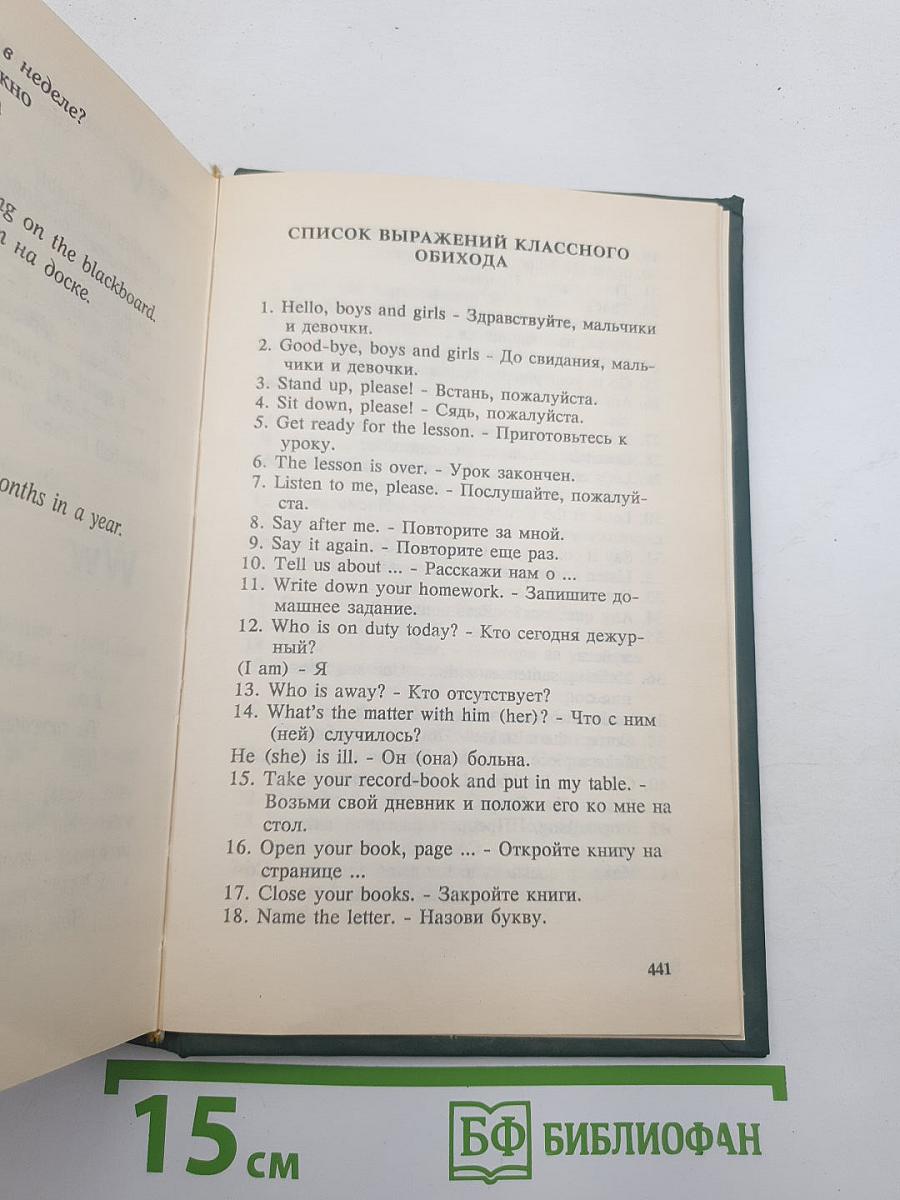 в неделе?
ng on the blackboard.
на доске.
onths in a year.
СПИСОК ВЫРАЖЕНИЙ КЛАССНОГО
ОБИХОДА
1. Hello, boys and girls - Здравствуйте, мальчики
и девочки.
2. Good-bye, boys and girls - До свидания, маль-
чики и девочки.
3. Stand up, please! - Встань, пожалуйста.
4. Sit down, please! - Сядь, пожалуйста.
5. Get ready for the lesson. - Приготовьтесь к
уроку.
6. The lesson is over. - Урок закончен.
7. Listen to me, please. - Послушайте, пожалуй-
ста.
8. Say after me. - Повторите за мной.
9. Say it again. - Повторите еще раз.
10. Tell us about ... - Расскажи нам о ...
11. Write down your homework. - Запишите до-
машнее задание.
12. Who is on duty today? - Кто сегодня дежур-
ный?
(I am) - Я
13. Who is away? - Кто отсутствует?
14. What's the matter with him (her)? - Что с ним
(ней) случилось?
He (she) is ill. - Он (она) больна.
15. Take your record-book and put in my table. -
Возьми свой дневник и положи его ко мне на
стол.
16. Open your book, page ... - Откройте книгу на
странице ...
17. Close your books. - Закройте книги.
18. Name the letter. - Назови букву.
441
15 см
БФ БИБЛИОФАН